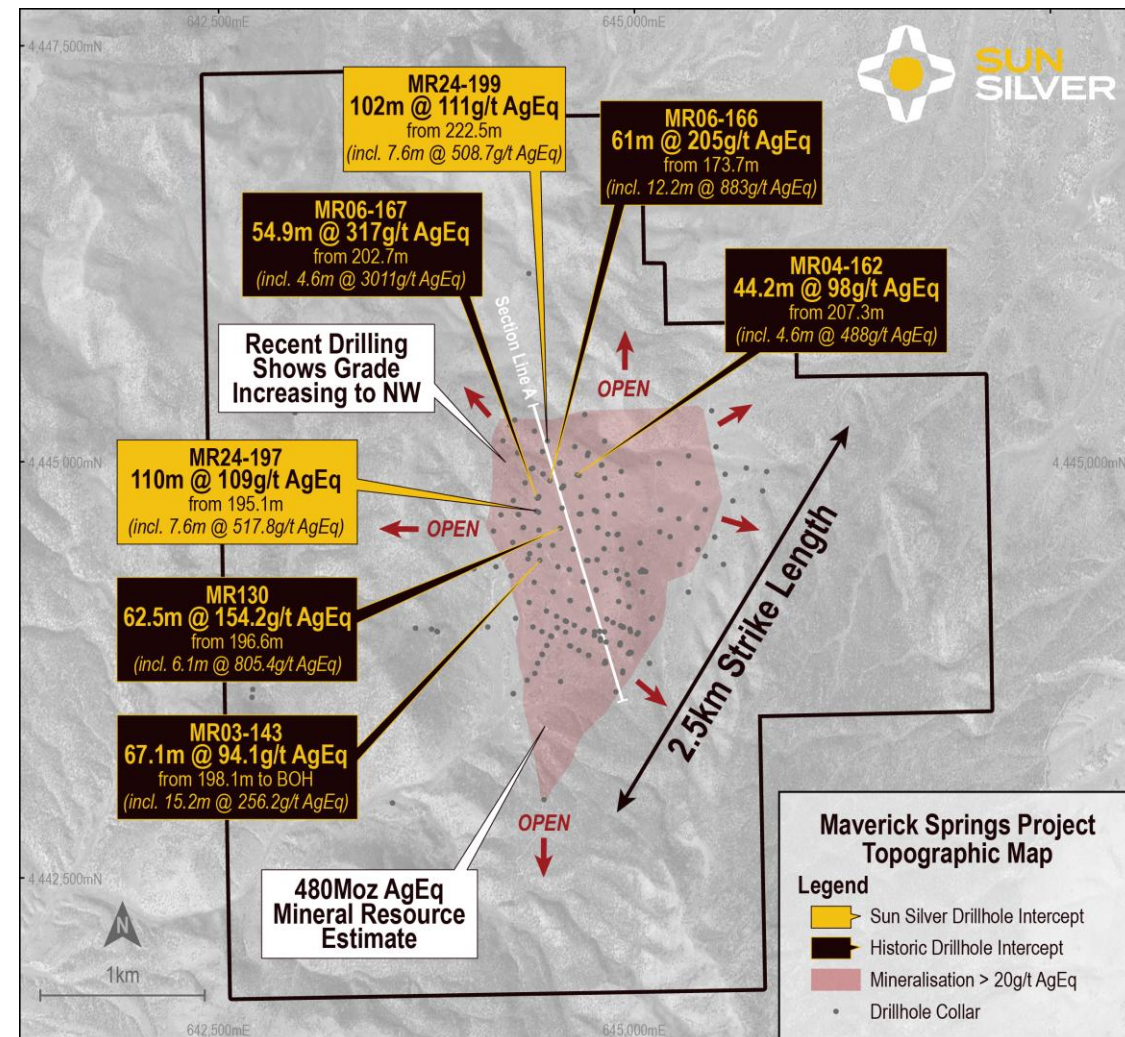 642,500mE
645,000mE
4,447,500mN
SUN
SILVER
MR24-199
102m @ 111g/t AgEq
from 222.5m
(incl. 7.6m @ 508.7g/t AgEq)
MR06-166
61m @ 205g/t AgEq
from 173.7m
(incl. 12.2m @ 883g/t AgEq)
MR06-167
54.9m @ 317g/t AgEq
from 202.7m
(incl. 4.6m @ 3011g/t AgEq)
MR04-162
44.2m @ 98g/t AgEq
from 207.3m
(incl. 4.6m @ 488g/t AgEq)
Recent Drilling
Shows Grade
Increasing to NW
Section Line A
OPEN
4,445,000mN
4,445,000mN
MR24-197
110m @ 109g/t AgEq
from 195.1m
(incl. 7.6m @ 517.8g/t AgEq)
OPEN
2.5km Strike Length
MR130
62.5m @ 154.2g/t AgEq
from 196.6m
(incl. 6.1m @ 805.4g/t AgEq)
MR03-143
67.1m @ 94.1g/t AgEq
from 198.1m to BOH
(incl. 15.2m @ 256.2g/t AgEq)
OPEN
4,442,500mN
480Moz AgEq
Mineral Resource
Estimate
N
1km
642,500mE
645,000mE
Maverick Springs Project
Topographic Map
Legend
Sun Silver Drillhole Intercept
Historic Drillhole Intercept
Mineralisation > 20g/t AgEq
Drillhole Collar